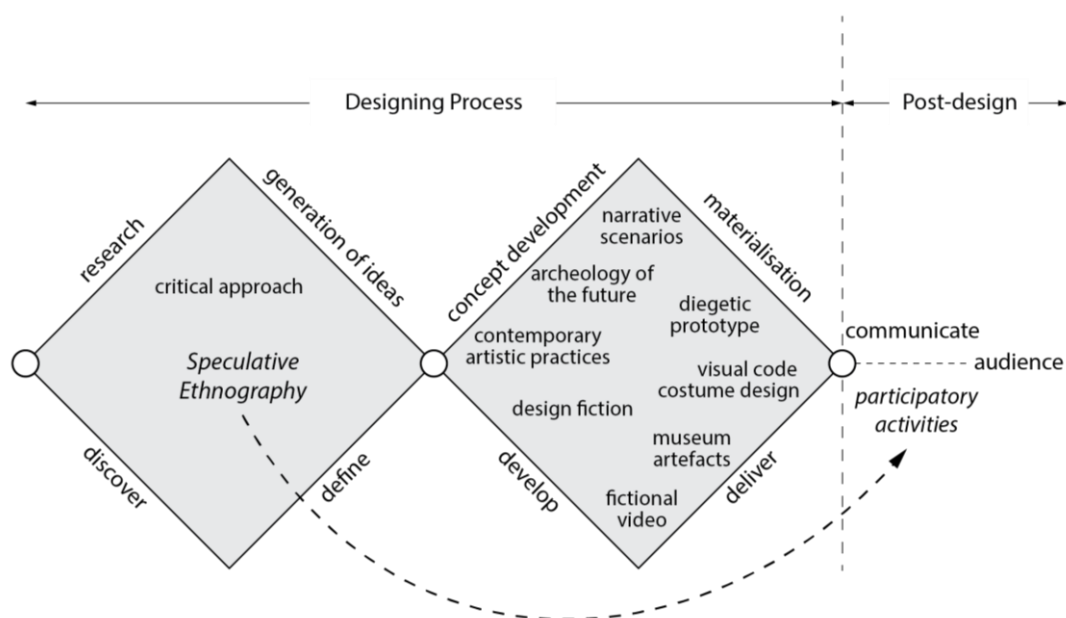 Designing Process
Post-design
research
generation of ideas
critical approach
Speculative
Ethnography
discover
define
concept development
materialisation
narrative
scenarios
archeology of
the future
diegetic
prototype
contemporary
artistic practices
visual code
costume design
design fiction
museum
artefacts
fictional
video
develop
deliver
communicate
audience
participatory
activities